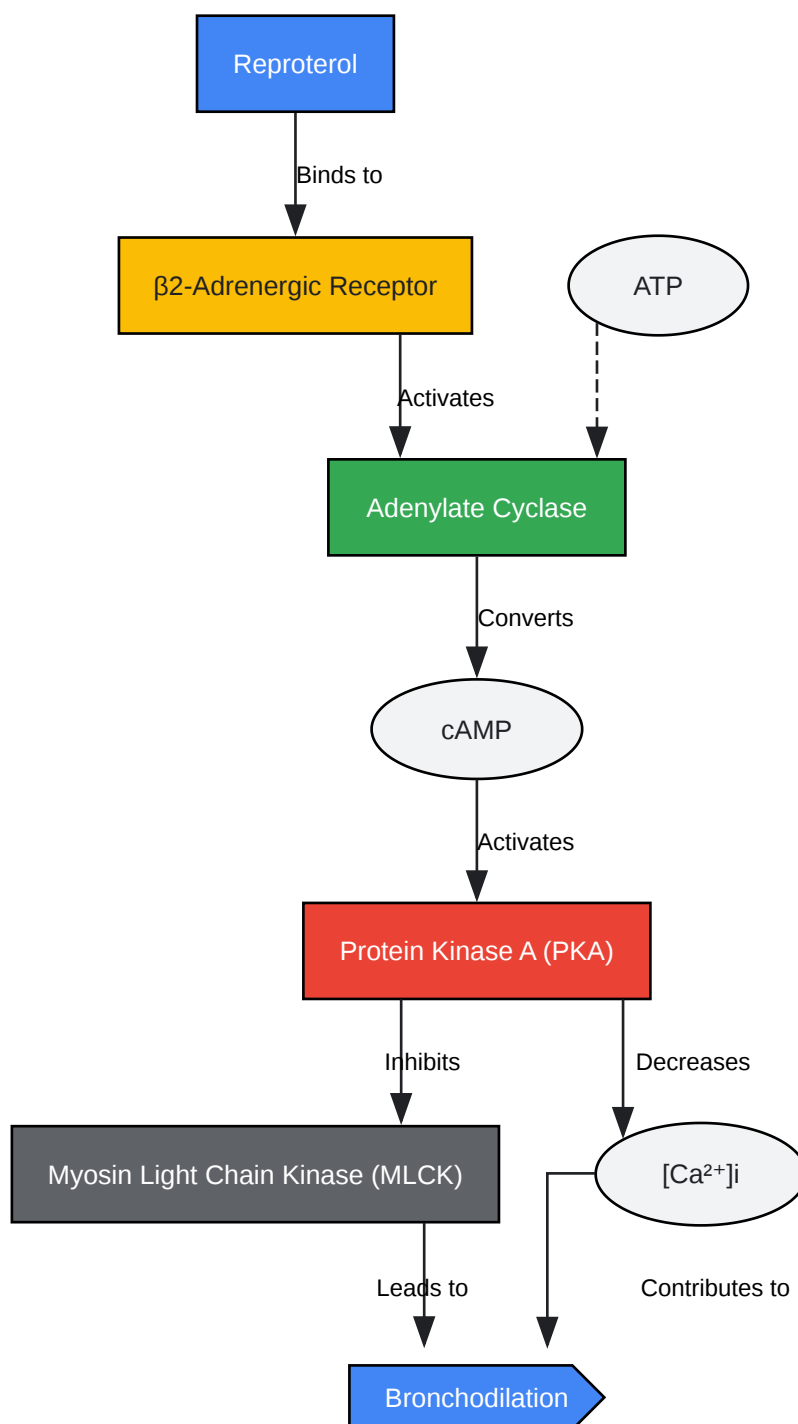 Reproterol
Binds to
β2-Adrenergic Receptor
ATP
Activates
Adenylate Cyclase
Converts
cAMP
Activates
Protein Kinase A (PKA)
Inhibits
Decreases
Myosin Light Chain Kinase (MLCK)
[Ca²⁺]i
Leads to
Contributes to
Bronchodilation